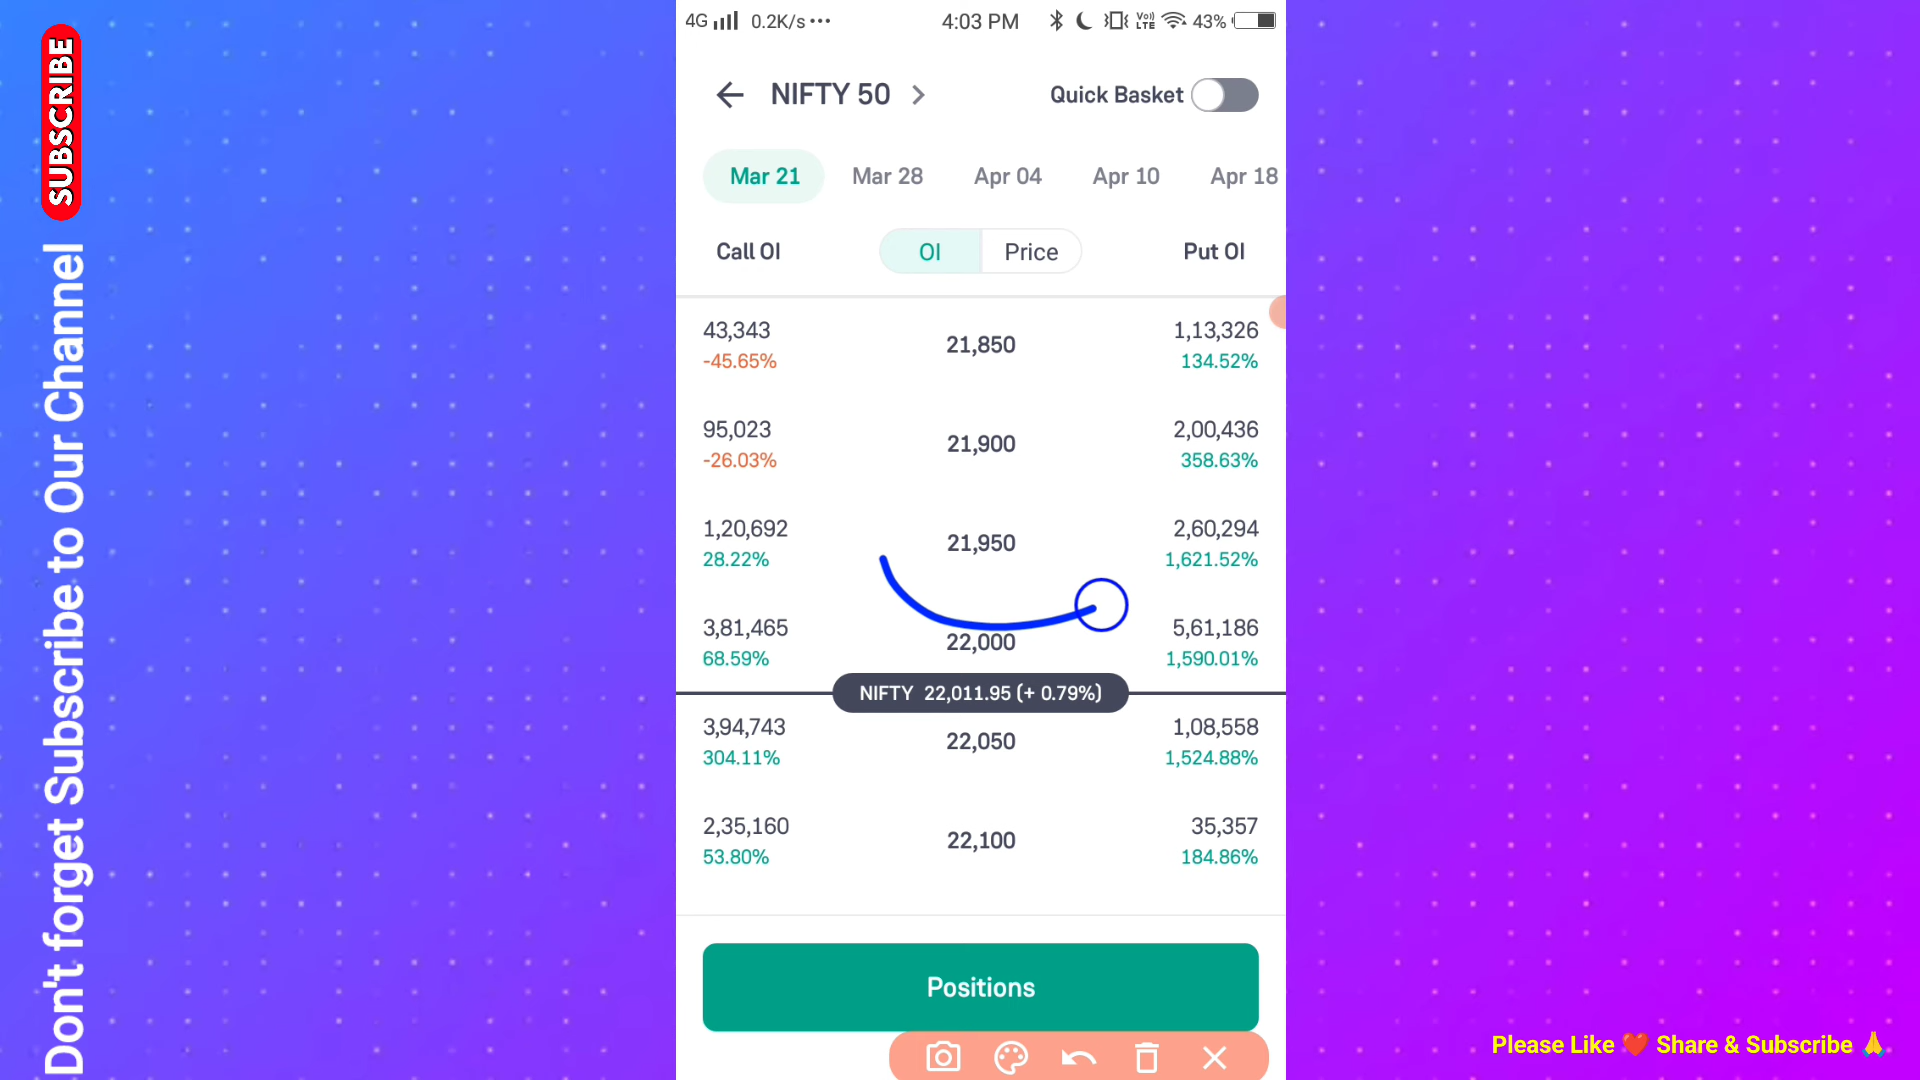 Don't forget Subscribe to Our Channel SUBSCRIBE
4G 0.2K/s ... 4:03 PM Vo)) LTE 43%
NIFTY 50 > Quick Basket
Mar 21 Mar 28 Apr 04 Apr 10 Apr 18
Call OI OI Price Put OI
43,343 21,850 1,13,326
-45.65% 134.52%
95,023 21,900 2,00,436
-26.03% 358.63%
1,20,692 21,950 2,60,294
28.22% 1,621.52%
3,81,465 22,000 5,61,186
68.59% 1,590.01%
NIFTY 22,011.95 (+ 0.79%)
3,94,743 22,050 1,08,558
304.11% 1,524.88%
2,35,160 22,100 35,357
53.80% 184.86%
Positions
Please Like ❤️ Share & Subscribe 🙏